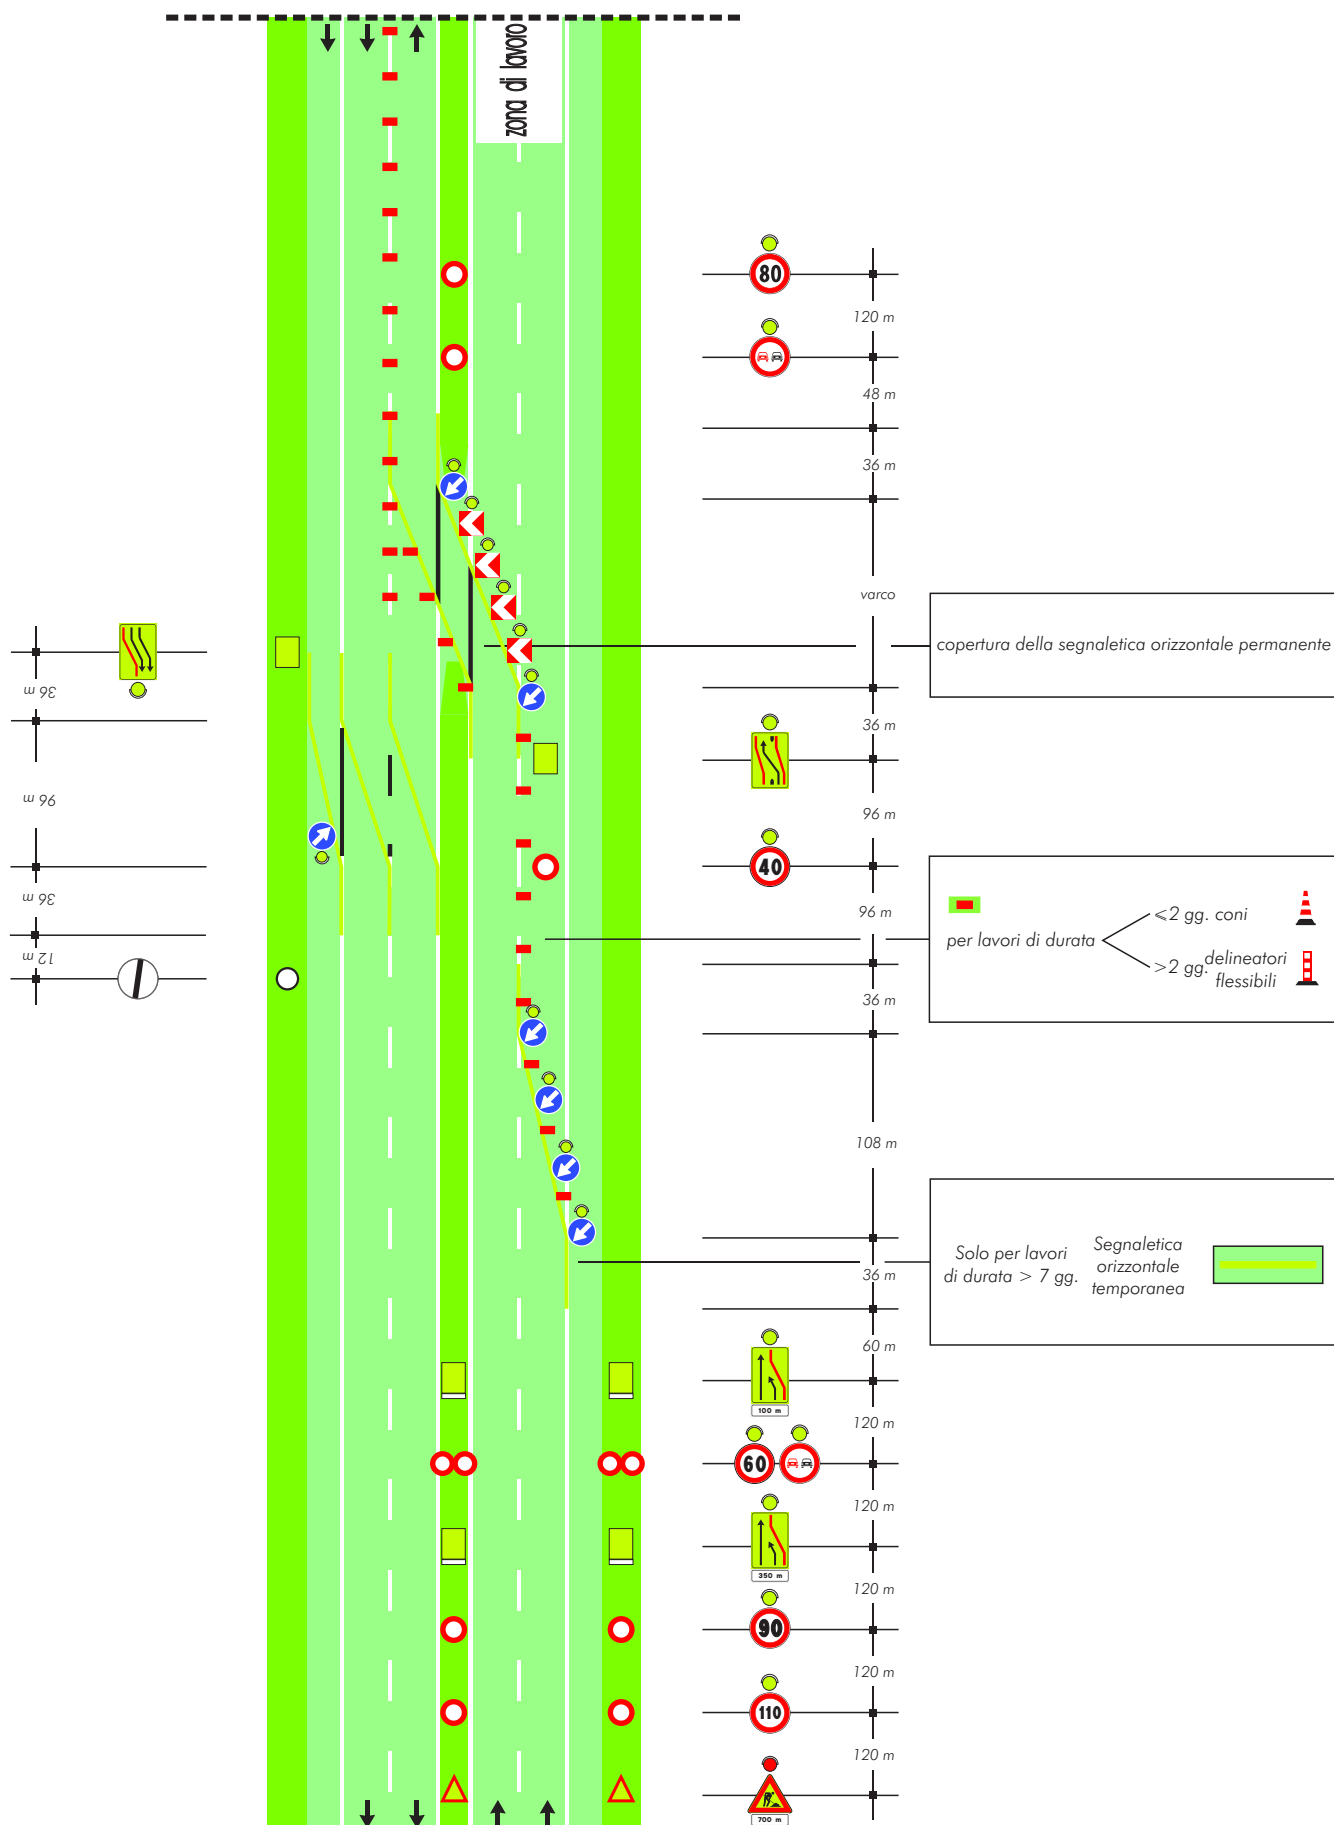 zona di lavoro
80
120 m
48 m
36 m
varco
copertura della segnaletica orizzontale permanente
36 m
36 m
96 m
96 m
40
36 m
96 m
12 m
per lavori di durata
⩽2 gg. coni
>2 gg. delineatori
flessibili
36 m
108 m
Solo per lavori
di durata > 7 gg.
Segnaletica
orizzontale
temporanea
36 m
60 m
100 m
120 m
60
120 m
350 m
120 m
90
120 m
110
120 m
700 m